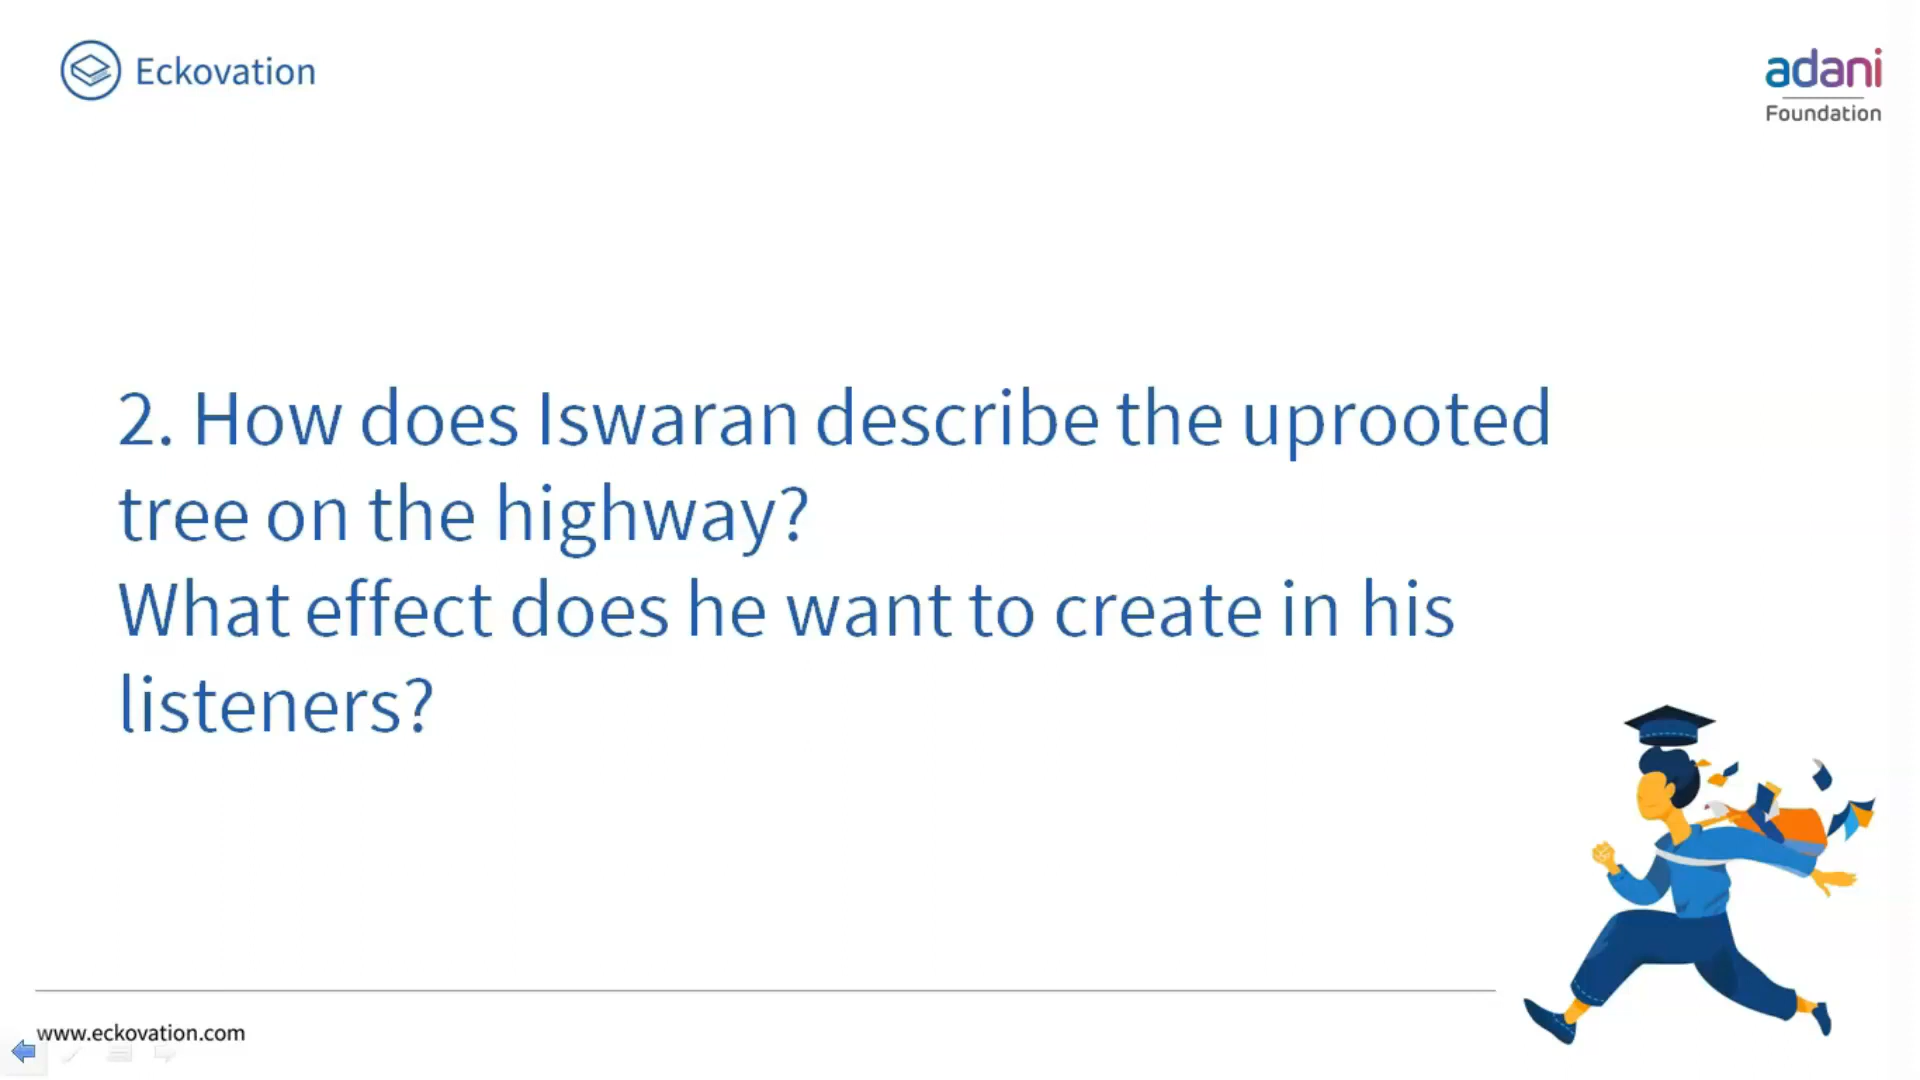 Eckovation
adani
Foundation
2. How does Iswaran describe the uprooted
tree on the highway?
What effect does he want to create in his
listeners?
www.eckovation.com